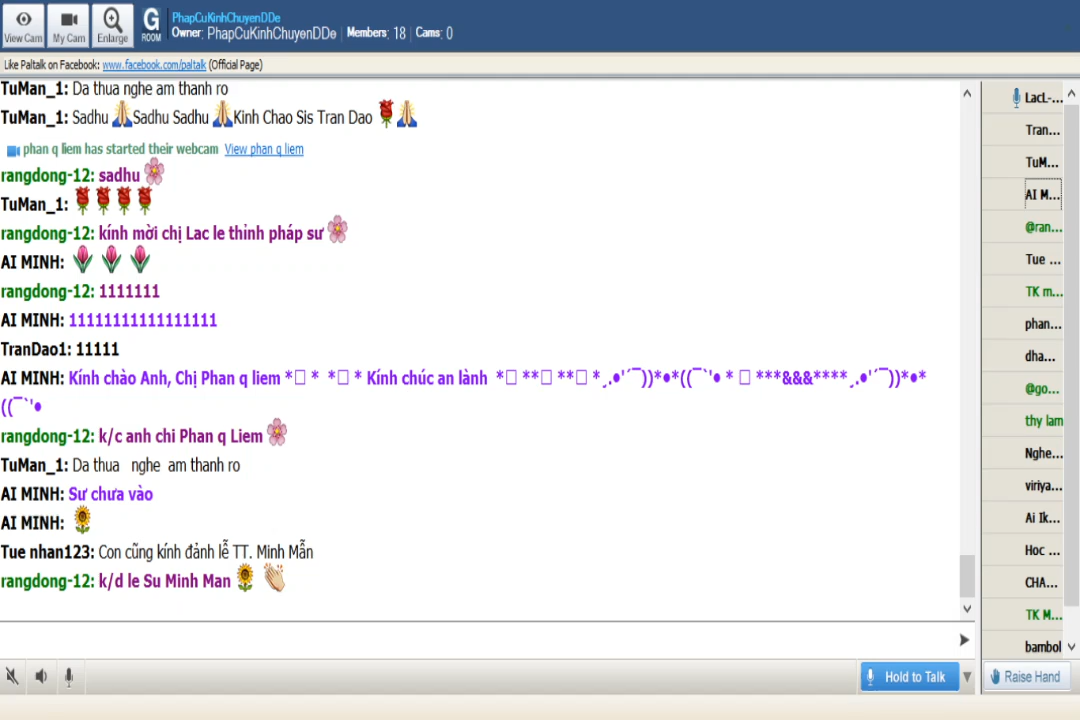 PhapCuKinhChuyenDDe
Owner: PhapCuKinhChuyenDDe | Members: 18 | Cams: 0
View Cam My Cam Enlarge G ROOM
Like Paltalk on Facebook: www.facebook.com/paltalk (Official Page)
TuMan_1: Da thua nghe am thanh ro
TuMan_1: Sadhu 🙏Sadhu Sadhu 🙏Kinh Chao Sis Tran Dao 🌹🙏
phan q liem has started their webcam View phan q liem
rangdong-12: sadhu 🌸
TuMan_1: 🌹🌹🌹🌹
rangdong-12: kính mời chị Lac le thỉnh pháp sư 🌸
AI MINH: 🌷 🌷 🌷
rangdong-12: 1111111
AI MINH: 11111111111111111
TranDao1: 11111
AI MINH: Kính chào Anh, Chị Phan q liem *□ * *□ * Kính chúc an lành *□ **□ **□ *¸.•'´¯))*•*((¯`'• * □ ***&&&****¸.•'´¯))*•*
((¯`'•
rangdong-12: k/c anh chi Phan q Liem 🌸
TuMan_1: Da thua nghe am thanh ro
AI MINH: Sư chưa vào
AI MINH: 🌻
Tue nhan123: Con cũng kính đảnh lễ TT. Minh Mẫn
rangdong-12: k/d le Su Minh Man 🌻 👏
LacL-...
Tran...
TuM...
AI M...
@ran...
Tue ...
TK m...
phan...
dha...
@go...
thy lam
Nghe...
viriya...
Ai Ik...
Hoc ...
CHA...
TK M...
bambol
Hold to Talk
Raise Hand